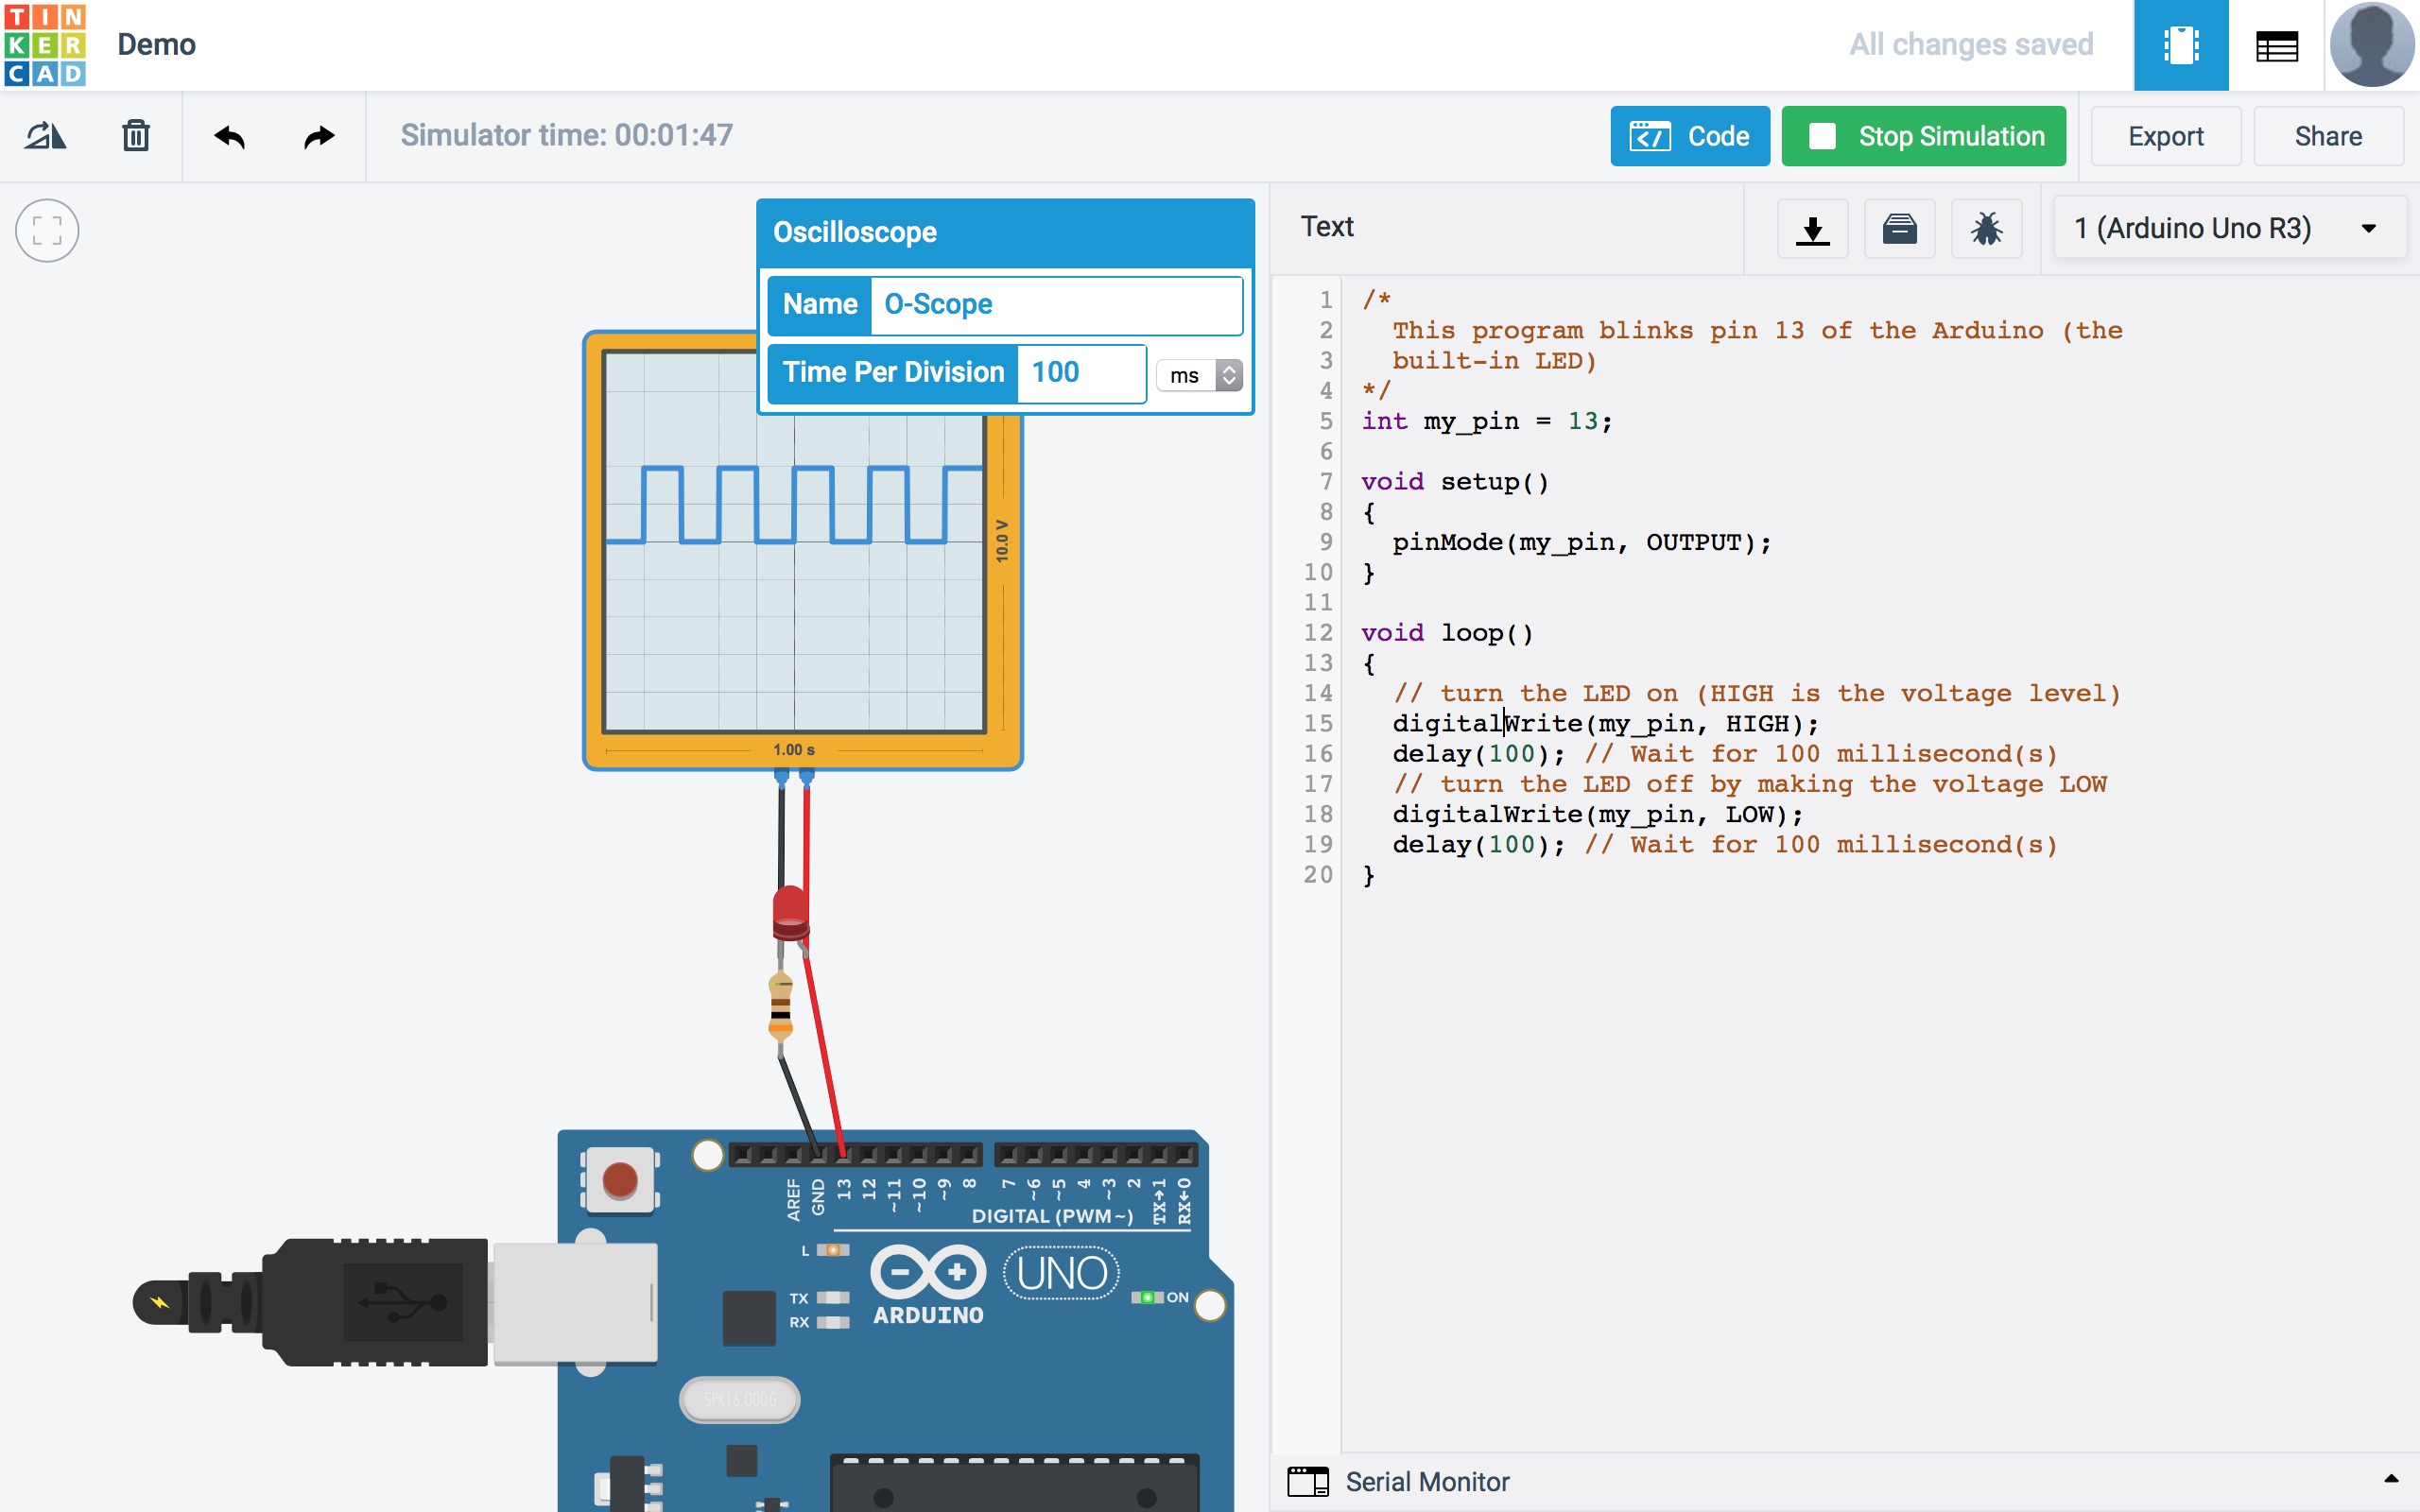 TIN
KER
CAD
Demo
All changes saved
Simulator time: 00:01:47
Code
Stop Simulation
Export
Share
Oscilloscope
Name O-Scope
Time Per Division 100 ms
10.0 V
1.00 s
Text
1 (Arduino Uno R3)
1 /*
2 This program blinks pin 13 of the Arduino (the
3 built-in LED)
4 */
5 int my_pin = 13;
6
7 void setup()
8 {
9 pinMode(my_pin, OUTPUT);
10 }
11
12 void loop()
13 {
14 // turn the LED on (HIGH is the voltage level)
15 digitalWrite(my_pin, HIGH);
16 delay(100); // Wait for 100 millisecond(s)
17 // turn the LED off by making the voltage LOW
18 digitalWrite(my_pin, LOW);
19 delay(100); // Wait for 100 millisecond(s)
20 }
AREF GND 13 12 ~11 ~10 ~9 8 7 ~6 ~5 4 ~3 2 TX→1 RX←0
DIGITAL (PWM~)
L
UNO
TX
RX
ARDUINO
ON
SPK16.000G
Serial Monitor